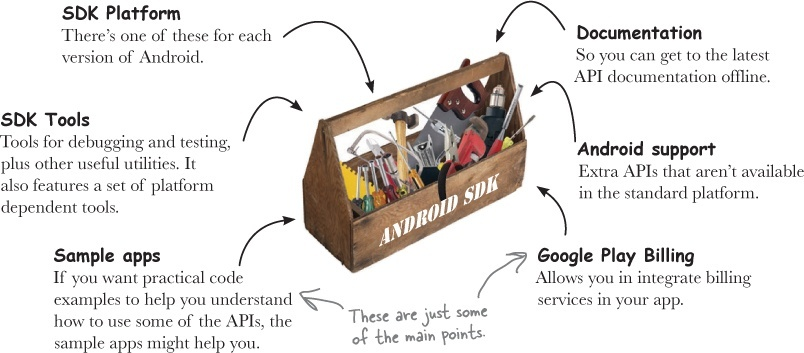 SDK Platform
There's one of these for each
version of Android.
Documentation
So you can get to the latest
API documentation offline.
SDK Tools
Tools for debugging and testing,
plus other useful utilities. It
also features a set of platform
dependent tools.
Android support
Extra APIs that aren't available
in the standard platform.
ANDROID SDK
Sample apps
If you want practical code
examples to help you understand
how to use some of the APIs, the
sample apps might help you.
Google Play Billing
Allows you in integrate billing
services in your app.
These are just some
of the main points.